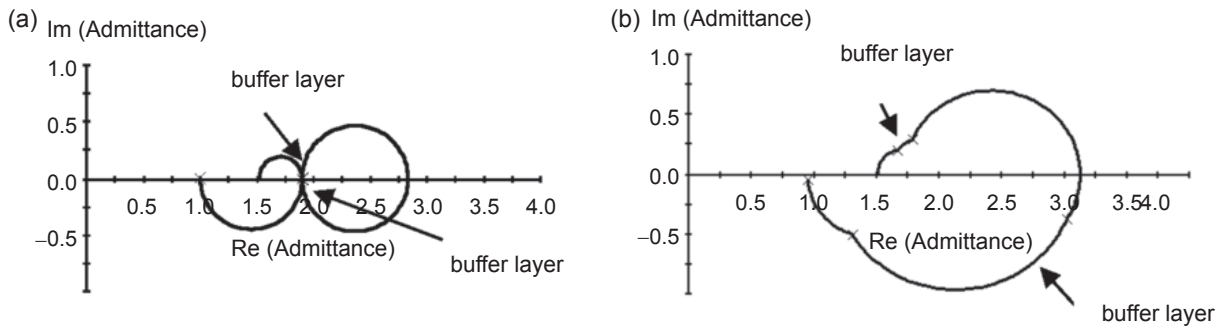 (a) Im (Admittance)
1.0
buffer layer
0.5
0.0
0.5 1.0 1.5 2.0 2.5 3.0 3.5 4.0
−0.5
Re (Admittance)
buffer layer
(b) Im (Admittance)
1.0
buffer layer
0.5
0.0
0.5 1.0 1.5 2.0 2.5 3.0 3.54.0
−0.5
Re (Admittance)
buffer layer